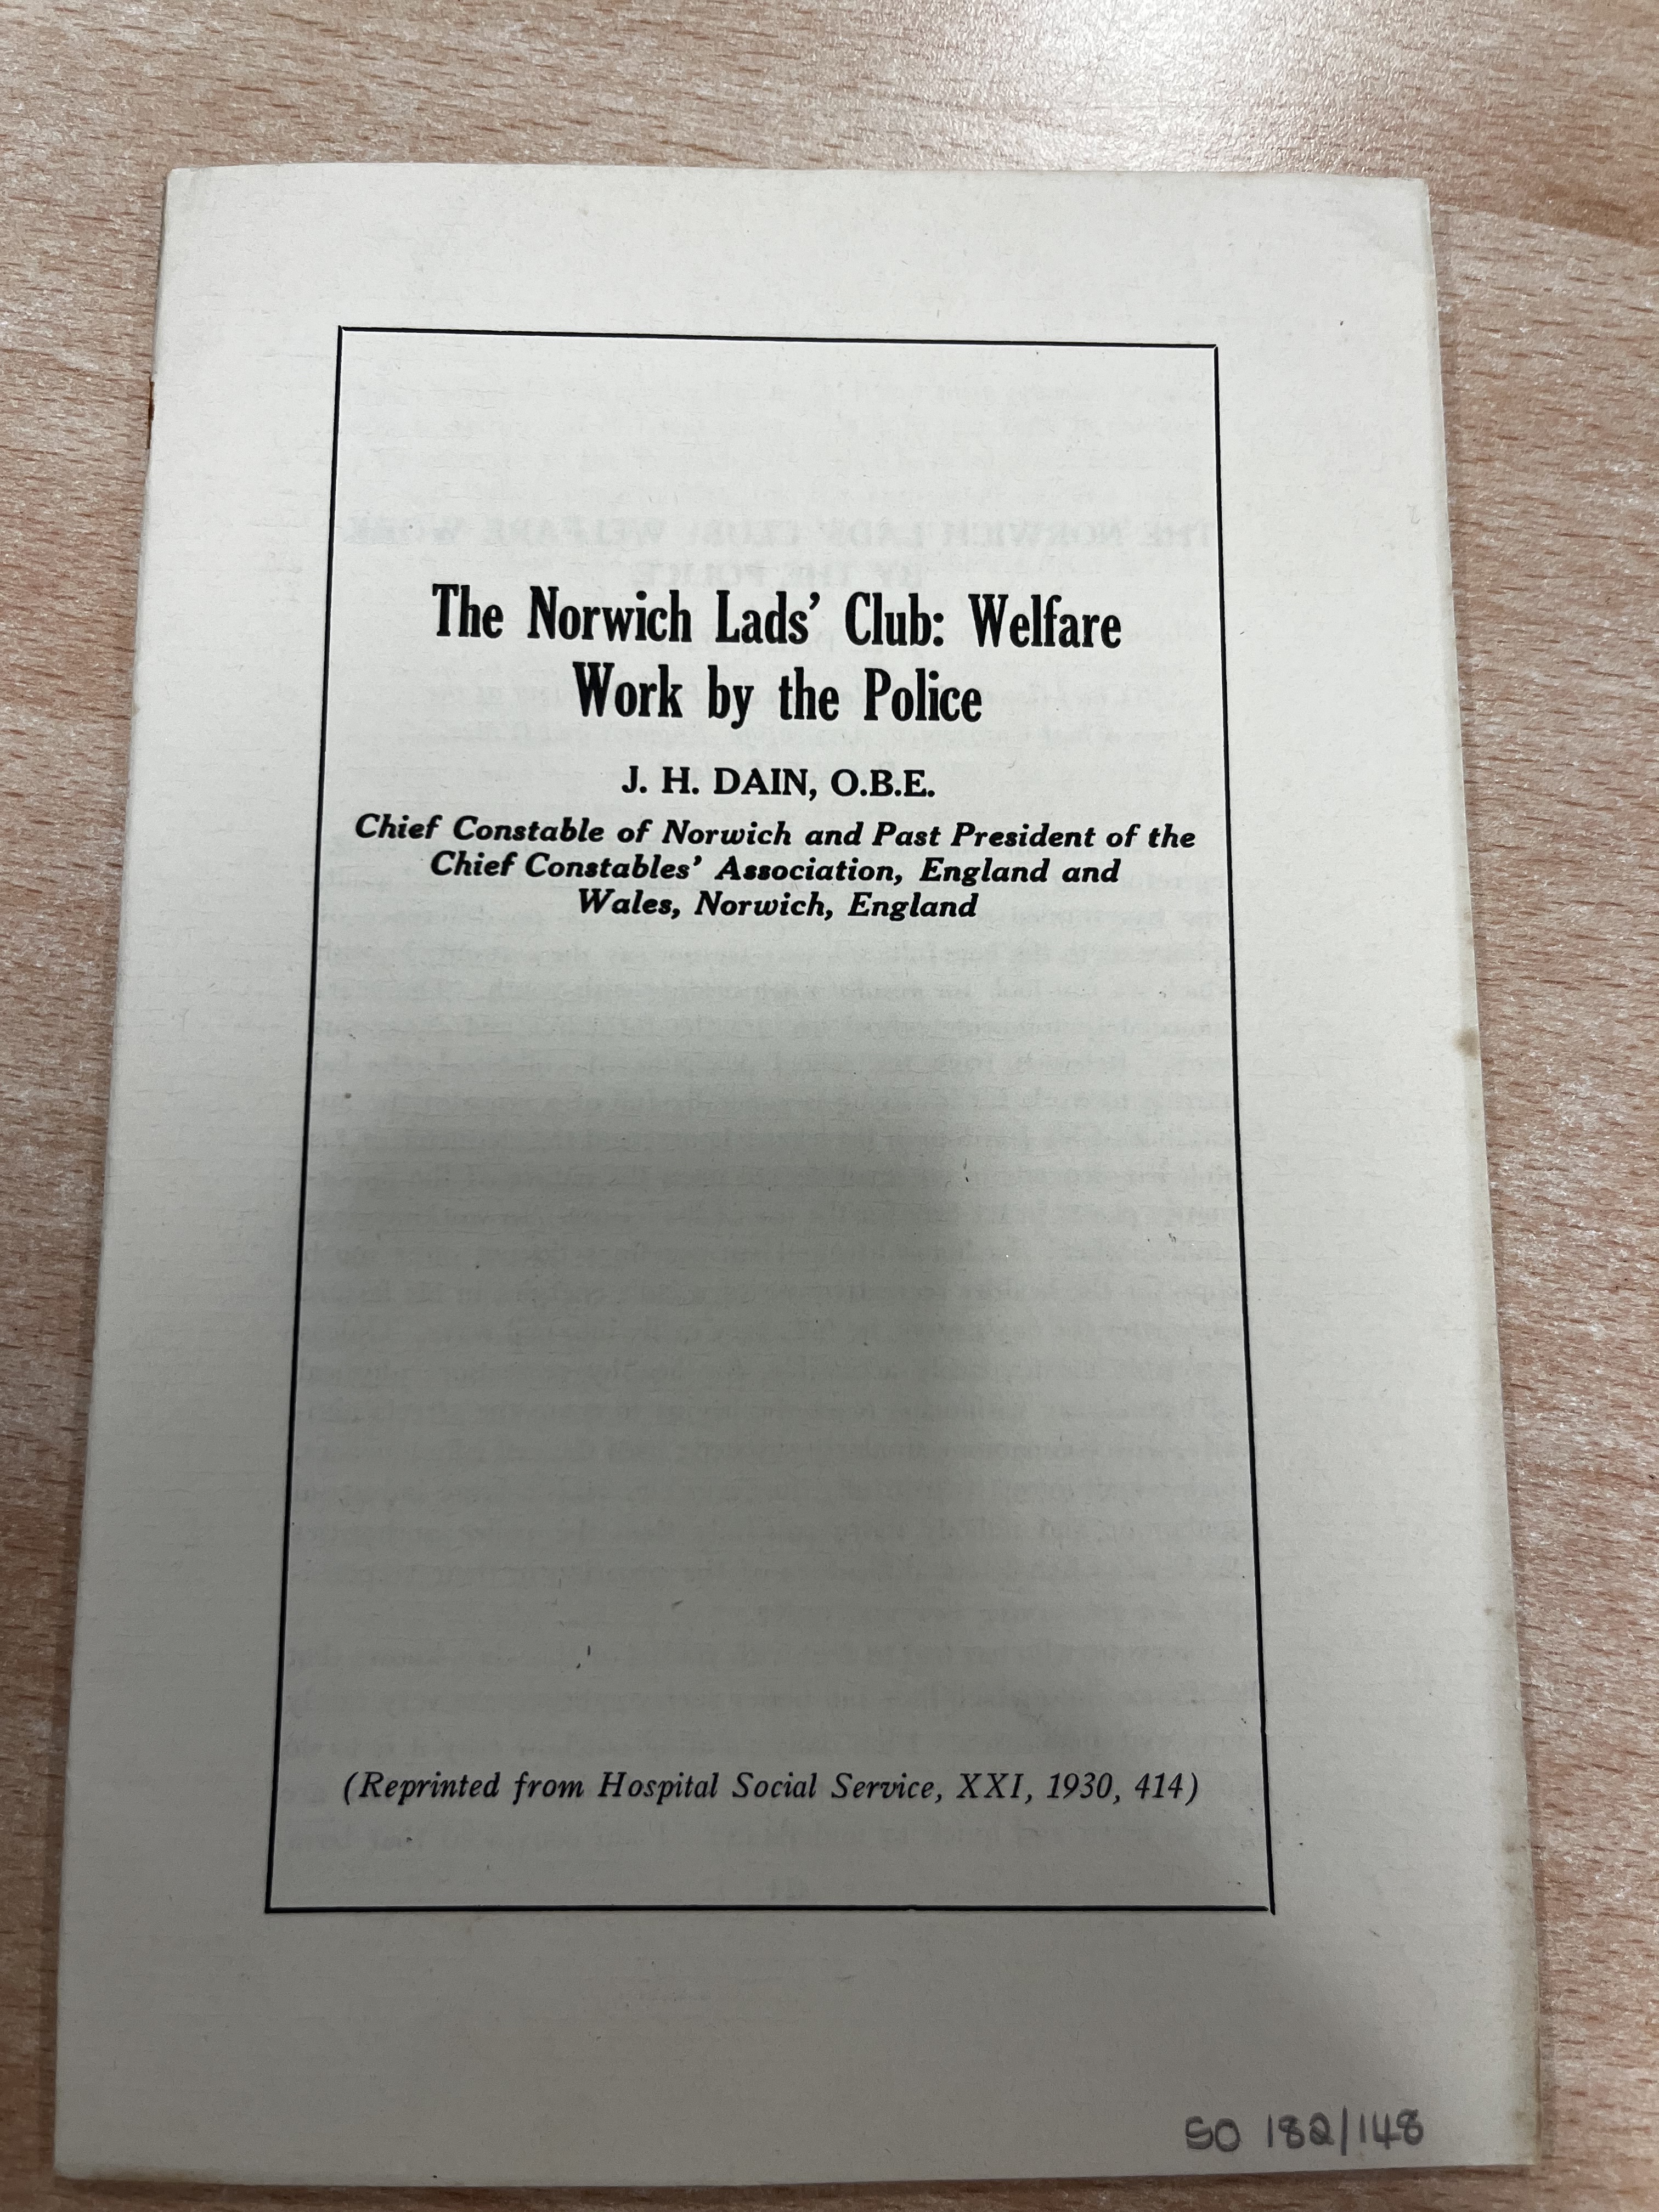 The Norwich Lads' Club: Welfare
Work by the Police
J. H. DAIN, O.B.E.
Chief Constable of Norwich and Past President of the
Chief Constables' Association, England and
Wales, Norwich, England
(Reprinted from Hospital Social Service, XXI, 1930, 414)
SO 182/148